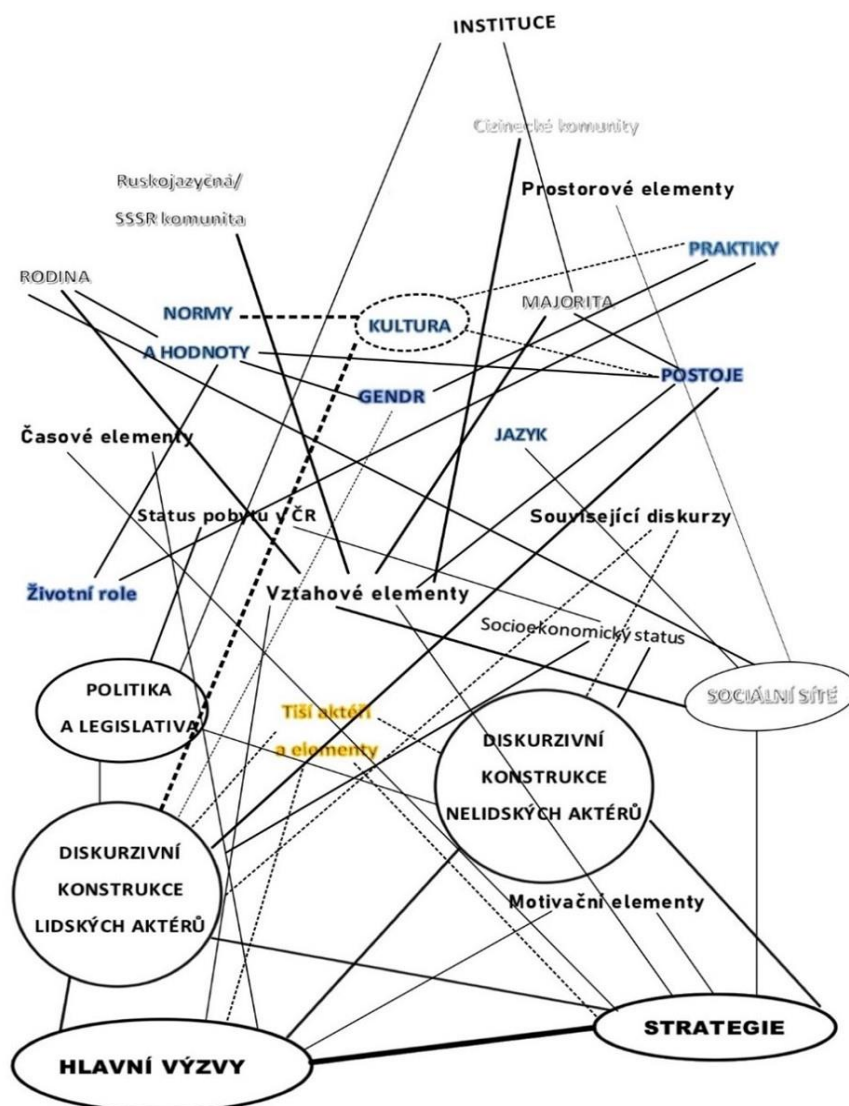 INSTITUCE
Cizinecké komunity
Ruskojazyčná/
SSSR komunita
Prostorové elementy
PRAKTIKY
RODINA
MAJORITA
NORMY
A HODNOTY
KULTURA
GENDR
POSTOJE
Časové elementy
JAZYK
Status pobytu v ČR
Související diskurzy
Životní role
Vztahové elementy
Socioekonomický status
POLITIKA
A LEGISLATIVA
Tiší aktéři
a elementy
SOCIÁLNÍ SÍTĚ
DISKURZIVNÍ
KONSTRUKCE
NELIDSKÝCH AKTÉRŮ
DISKURZIVNÍ
KONSTRUKCE
LIDSKÝCH AKTÉRŮ
Motivační elementy
STRATEGIE
HLAVNÍ VÝZVY